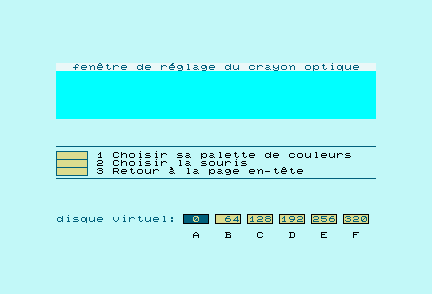 fenêtre de réglage du crayon optique
1 Choisir sa palette de couleurs
2 Choisir la souris
3 Retour à la page en-tête
disque virtuel: 0 64 128 192 256 320
A B C D E F